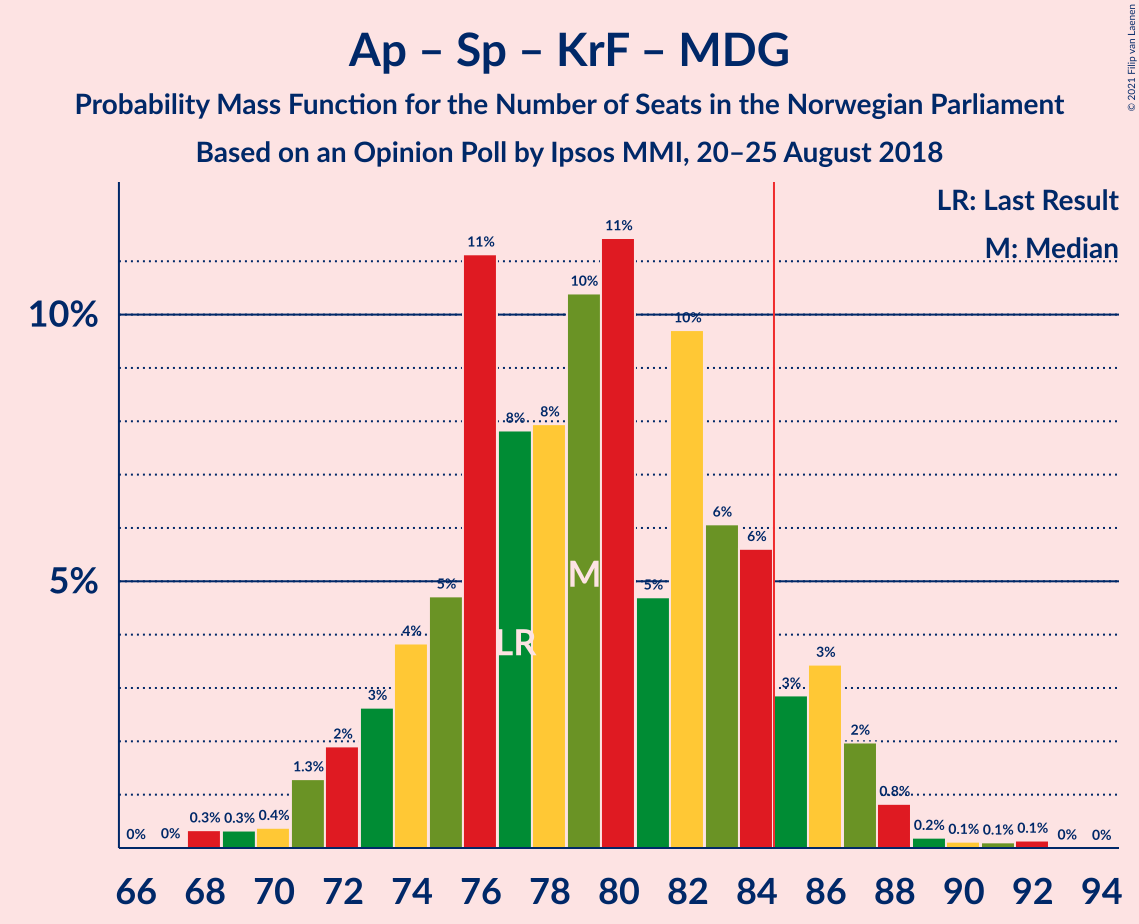 Ap – Sp – KrF – MDG
Probability Mass Function for the Number of Seats in the Norwegian Parliament
Based on an Opinion Poll by Ipsos MMI, 20–25 August 2018
© 2021 Filip van Laenen
LR: Last Result
M: Median
10%
5%
0% 0% 0.3% 0.3% 0.4% 1.3% 2% 3% 4% 5% 11% 8% 8% 10% 11% 5% 10% 6% 6% 3% 3% 2% 0.8% 0.2% 0.1% 0.1% 0.1% 0% 0%
M
LR
66 68 70 72 74 76 78 80 82 84 86 88 90 92 94